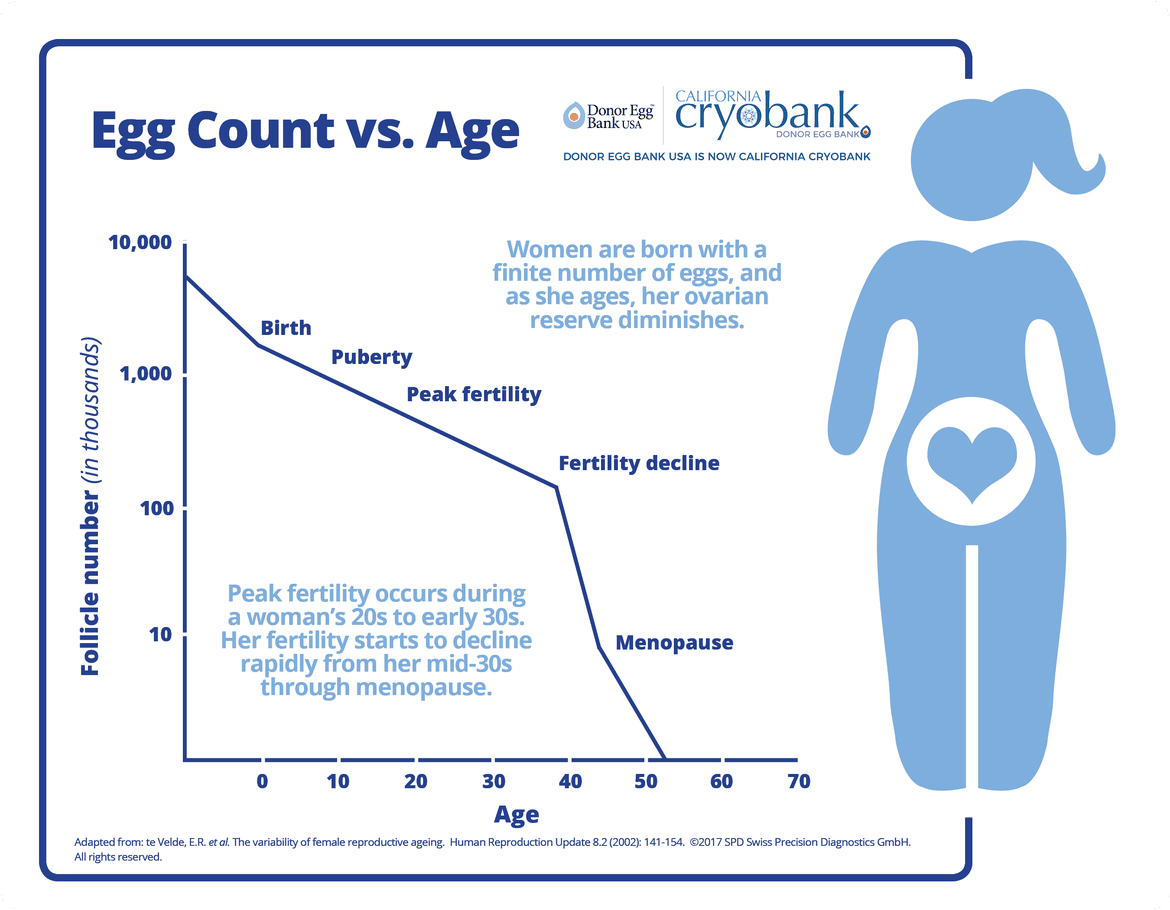 Egg Count vs. Age
Donor Egg™
Bank USA
CALIFORNIA
cryobank
DONOR EGG BANK
DONOR EGG BANK USA IS NOW CALIFORNIA CRYOBANK
Women are born with a
finite number of eggs, and
as she ages, her ovarian
reserve diminishes.
Follicle number (in thousands)
10,000
1,000
100
10
Birth
Puberty
Peak fertility
Fertility decline
Menopause
Peak fertility occurs during
a woman’s 20s to early 30s.
Her fertility starts to decline
rapidly from her mid-30s
through menopause.
0 10 20 30 40 50 60 70
Age
Adapted from: te Velde, E.R. et al. The variability of female reproductive ageing. Human Reproduction Update 8.2 (2002): 141-154. ©2017 SPD Swiss Precision Diagnostics GmbH.
All rights reserved.